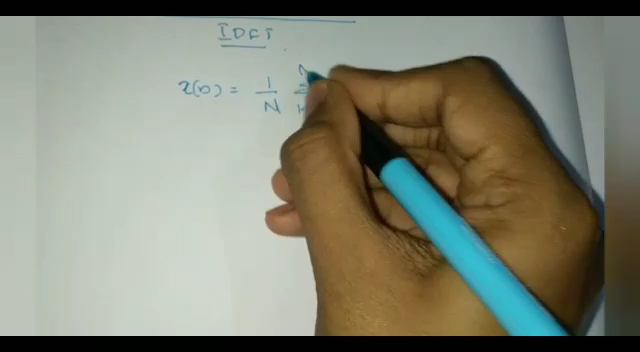 IDFT.
x(0) = 1/N